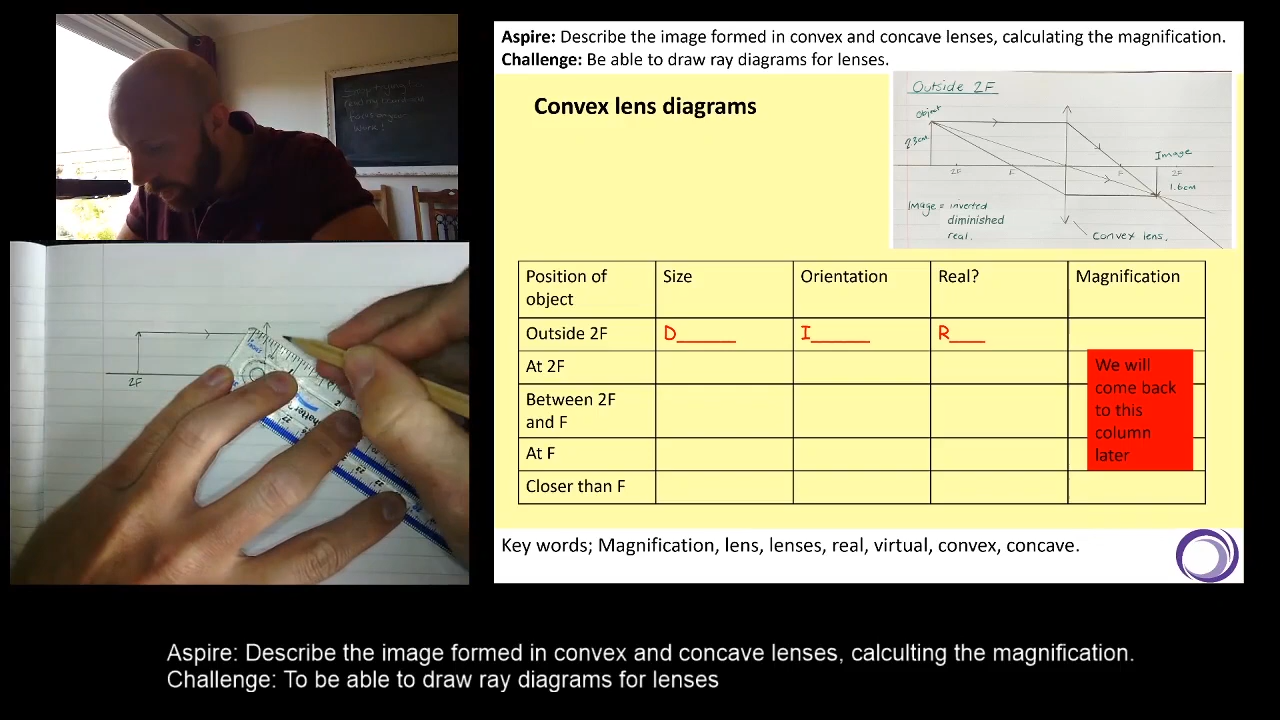 Aspire: Describe the image formed in convex and concave lenses, calculating the magnification.
Challenge: Be able to draw ray diagrams for lenses.
Convex lens diagrams
Outside 2F
Object
Image
2F
F
F
2F
1.6cm
Image = inverted
diminished
real.
Convex lens.
Position of object
Size
Orientation
Real?
Magnification
Outside 2F
D______
I______
R___
At 2F
Between 2F
and F
At F
Closer than F
We will
come back
to this
column
later
Key words; Magnification, lens, lenses, real, virtual, convex, concave.
2F
work!
Aspire: Describe the image formed in convex and concave lenses, calculting the magnification.
Challenge: To be able to draw ray diagrams for lenses